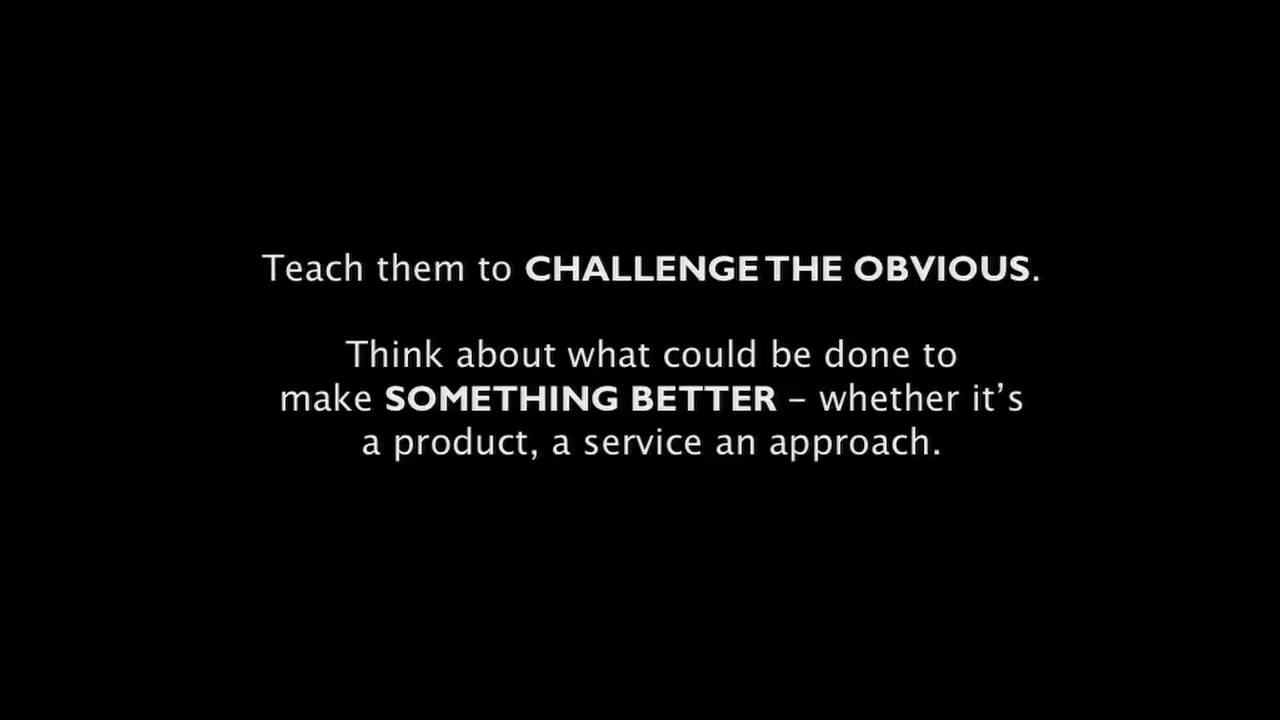 Teach them to CHALLENGE THE OBVIOUS.
Think about what could be done to
make SOMETHING BETTER – whether it’s
a product, a service an approach.